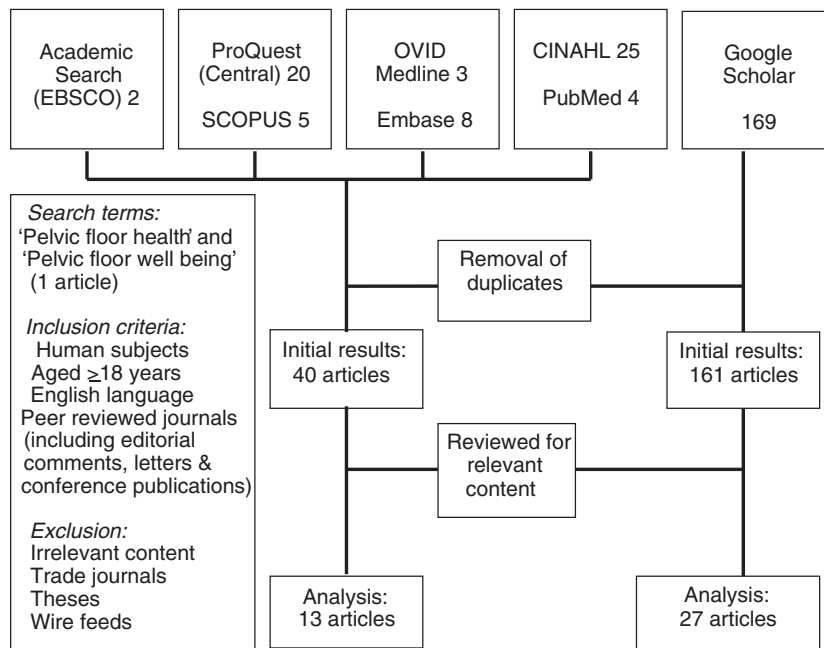 Academic
Search
(EBSCO) 2
ProQuest
(Central) 20
SCOPUS 5
OVID
Medline 3
Embase 8
CINAHL 25
PubMed 4
Google
Scholar
169
Search terms:
‘Pelvic floor health’ and
‘Pelvic floor well being’
(1 article)
Inclusion criteria:
Human subjects
Aged ≥18 years
English language
Peer reviewed journals
(including editorial
comments, letters &
conference publications)
Exclusion:
Irrelevant content
Trade journals
Theses
Wire feeds
Removal of
duplicates
Initial results:
40 articles
Initial results:
161 articles
Reviewed for
relevant
content
Analysis:
13 articles
Analysis:
27 articles